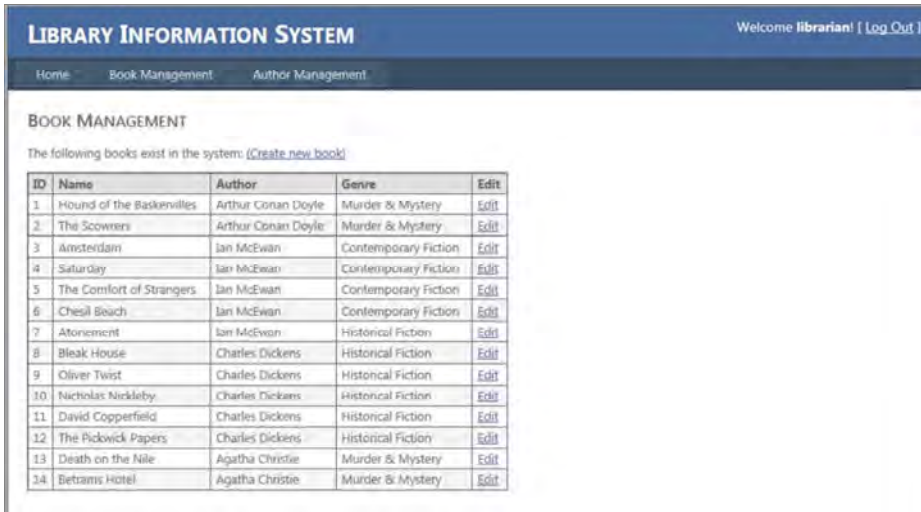 LIBRARY INFORMATION SYSTEM
Welcome librarian! [ Log Out ]
Home Book Management Author Management
BOOK MANAGEMENT
The following books exist in the system: (Create new book)
ID Name Author Genre Edit
1 Hound of the Baskervilles Arthur Conan Doyle Murder & Mystery Edit
2 The Scowrers Arthur Conan Doyle Murder & Mystery Edit
3 Amsterdam Ian McEwan Contemporary Fiction Edit
4 Saturday Ian McEwan Contemporary Fiction Edit
5 The Comfort of Strangers Ian McEwan Contemporary Fiction Edit
6 Chesil Beach Ian McEwan Contemporary Fiction Edit
7 Atonement Ian McEwan Historical Fiction Edit
8 Bleak House Charles Dickens Historical Fiction Edit
9 Oliver Twist Charles Dickens Historical Fiction Edit
10 Nicholas Nickleby Charles Dickens Historical Fiction Edit
11 David Copperfield Charles Dickens Historical Fiction Edit
12 The Pickwick Papers Charles Dickens Historical Fiction Edit
13 Death on the Nile Agatha Christie Murder & Mystery Edit
14 Betrams Hotel Agatha Christie Murder & Mystery Edit